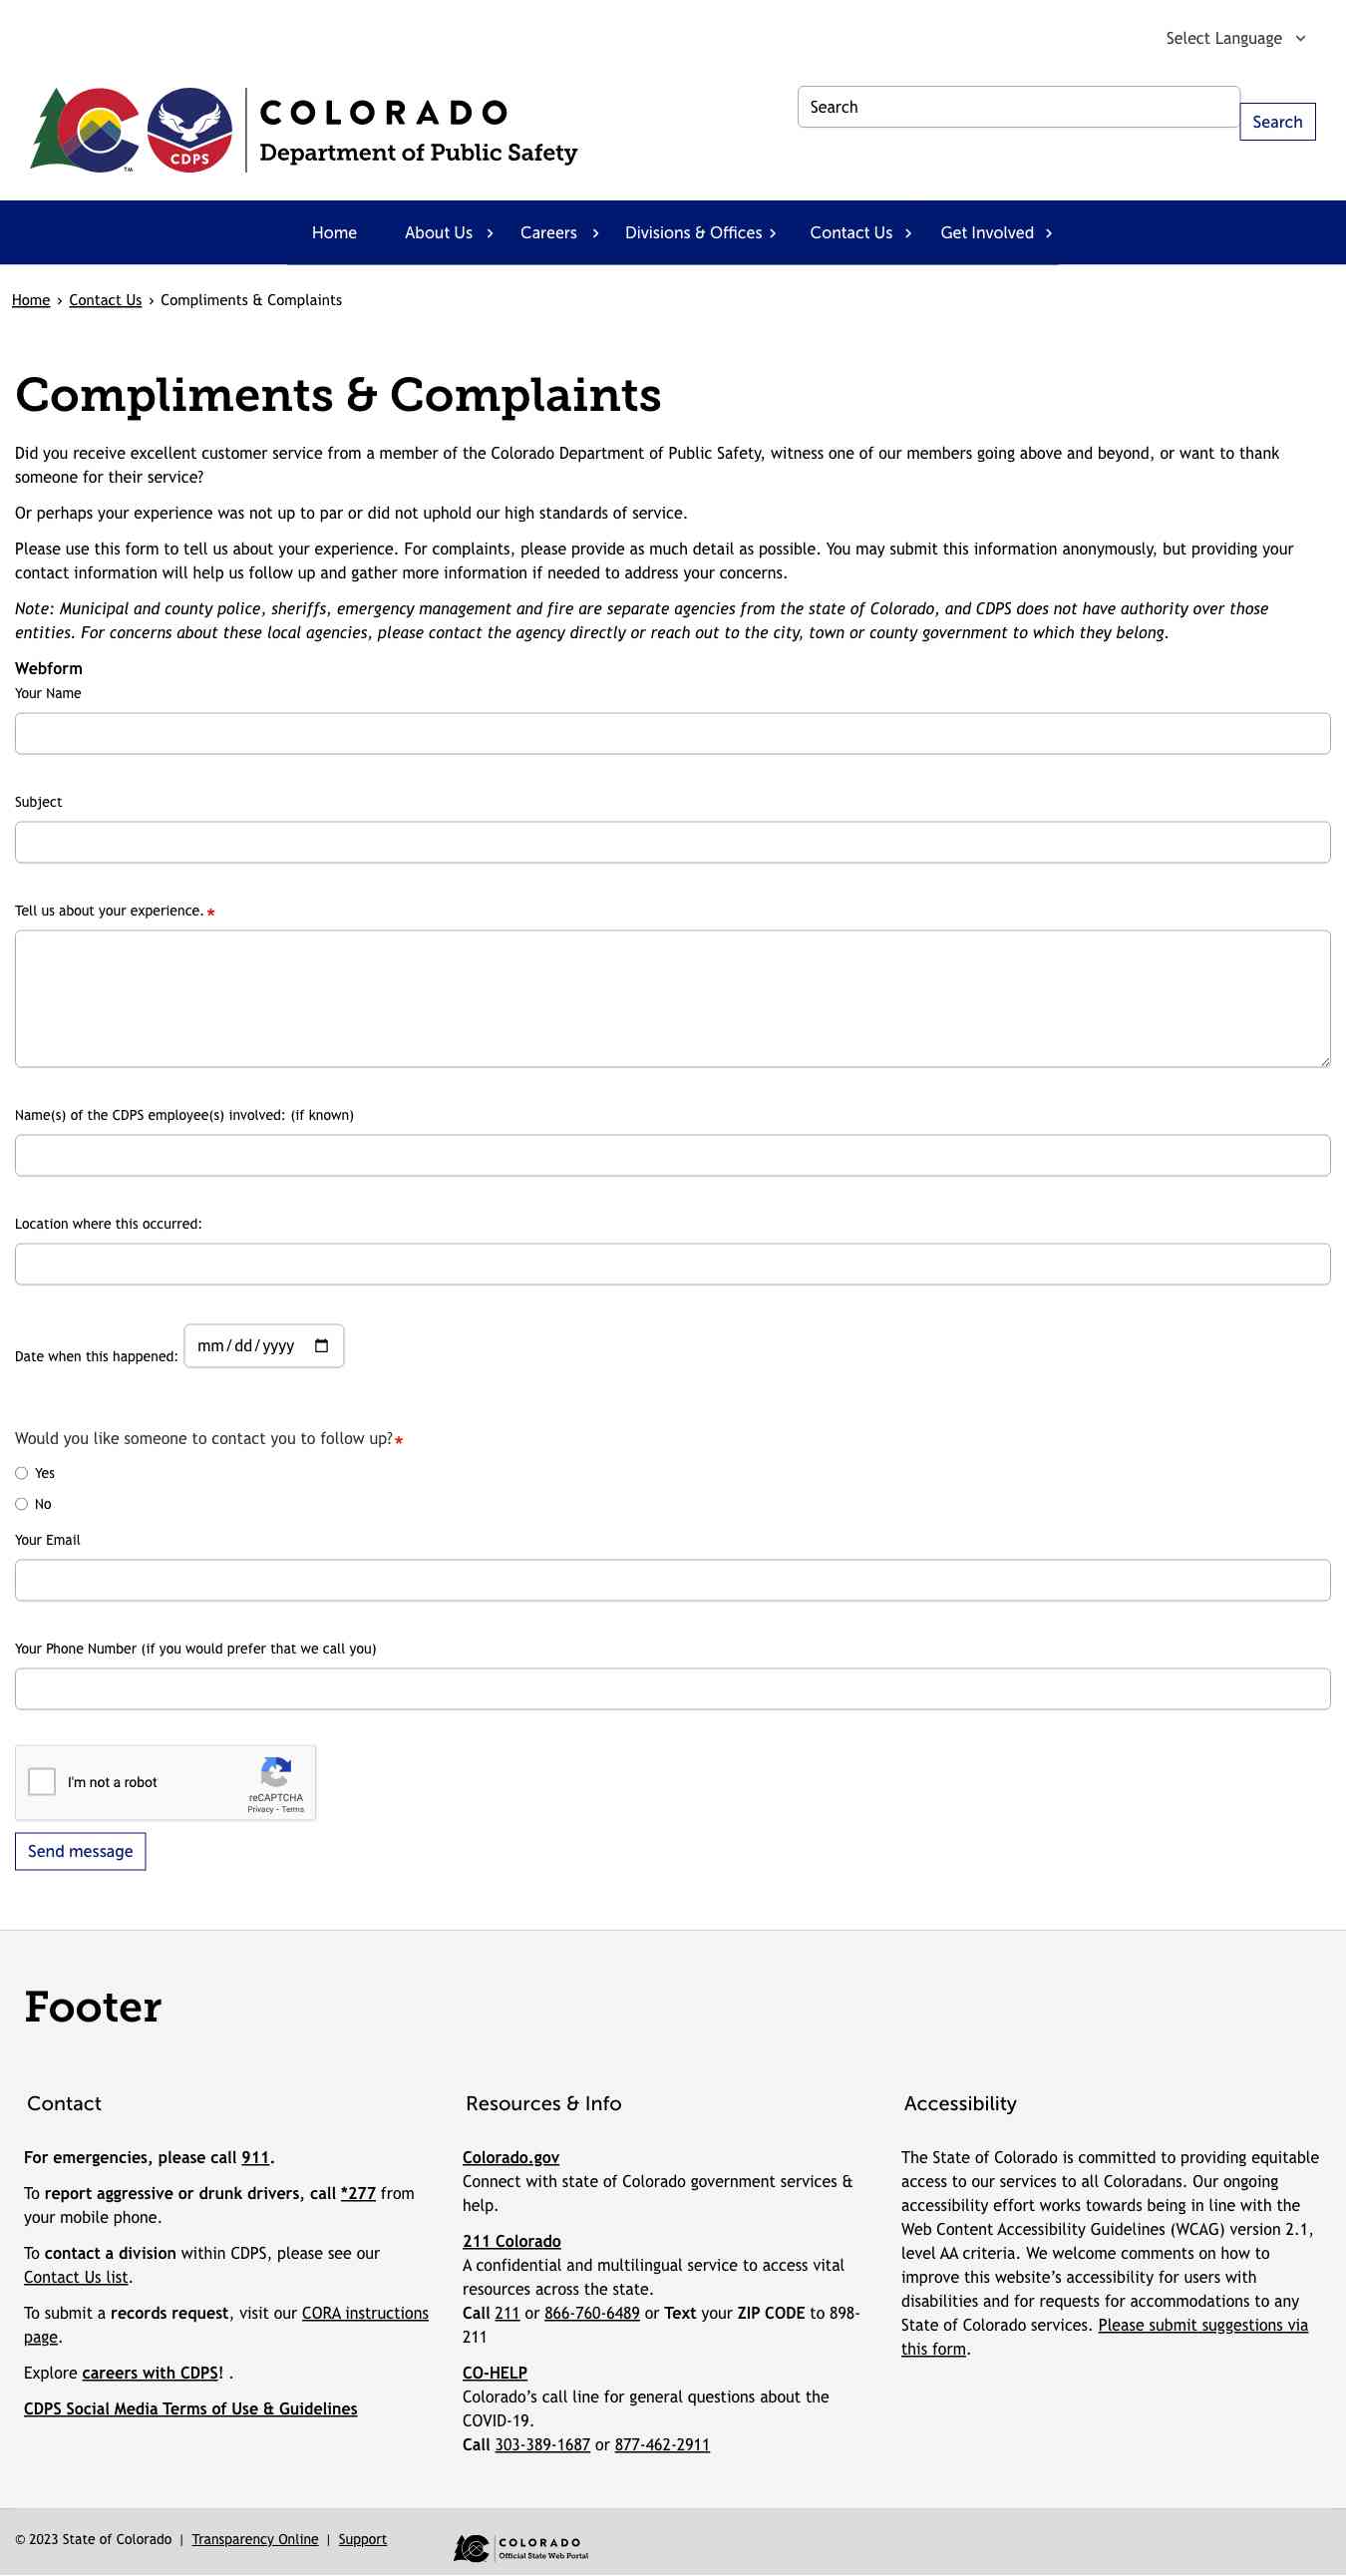 Select Language
TM
CDPS
COLORADO
Department of Public Safety
Search
Search
Home
About Us
Careers
Divisions & Offices
Contact Us
Get Involved
Home › Contact Us › Compliments & Complaints
Compliments & Complaints
Did you receive excellent customer service from a member of the Colorado Department of Public Safety, witness one of our members going above and beyond, or want to thank
someone for their service?
Or perhaps your experience was not up to par or did not uphold our high standards of service.
Please use this form to tell us about your experience. For complaints, please provide as much detail as possible. You may submit this information anonymously, but providing your
contact information will help us follow up and gather more information if needed to address your concerns.
Note: Municipal and county police, sheriffs, emergency management and fire are separate agencies from the state of Colorado, and CDPS does not have authority over those
entities. For concerns about these local agencies, please contact the agency directly or reach out to the city, town or county government to which they belong.
Webform
Your Name
Subject
Tell us about your experience. *
Name(s) of the CDPS employee(s) involved: (if known)
Location where this occurred:
Date when this happened: mm/dd/yyyy
Would you like someone to contact you to follow up? *
Yes
No
Your Email
Your Phone Number (if you would prefer that we call you)
I'm not a robot
reCAPTCHA
Privacy - Terms
Send message
Footer
Contact
For emergencies, please call 911.
To report aggressive or drunk drivers, call *277 from
your mobile phone.
To contact a division within CDPS, please see our
Contact Us list.
To submit a records request, visit our CORA instructions
page.
Explore careers with CDPS! .
CDPS Social Media Terms of Use & Guidelines
Resources & Info
Colorado.gov
Connect with state of Colorado government services &
help.
211 Colorado
A confidential and multilingual service to access vital
resources across the state.
Call 211 or 866-760-6489 or Text your ZIP CODE to 898-
211
CO-HELP
Colorado’s call line for general questions about the
COVID-19.
Call 303-389-1687 or 877-462-2911
Accessibility
The State of Colorado is committed to providing equitable
access to our services to all Coloradans. Our ongoing
accessibility effort works towards being in line with the
Web Content Accessibility Guidelines (WCAG) version 2.1,
level AA criteria. We welcome comments on how to
improve this website’s accessibility for users with
disabilities and for requests for accommodations to any
State of Colorado services. Please submit suggestions via
this form.
© 2023 State of Colorado | Transparency Online | Support
COLORADO
Official State Web Portal